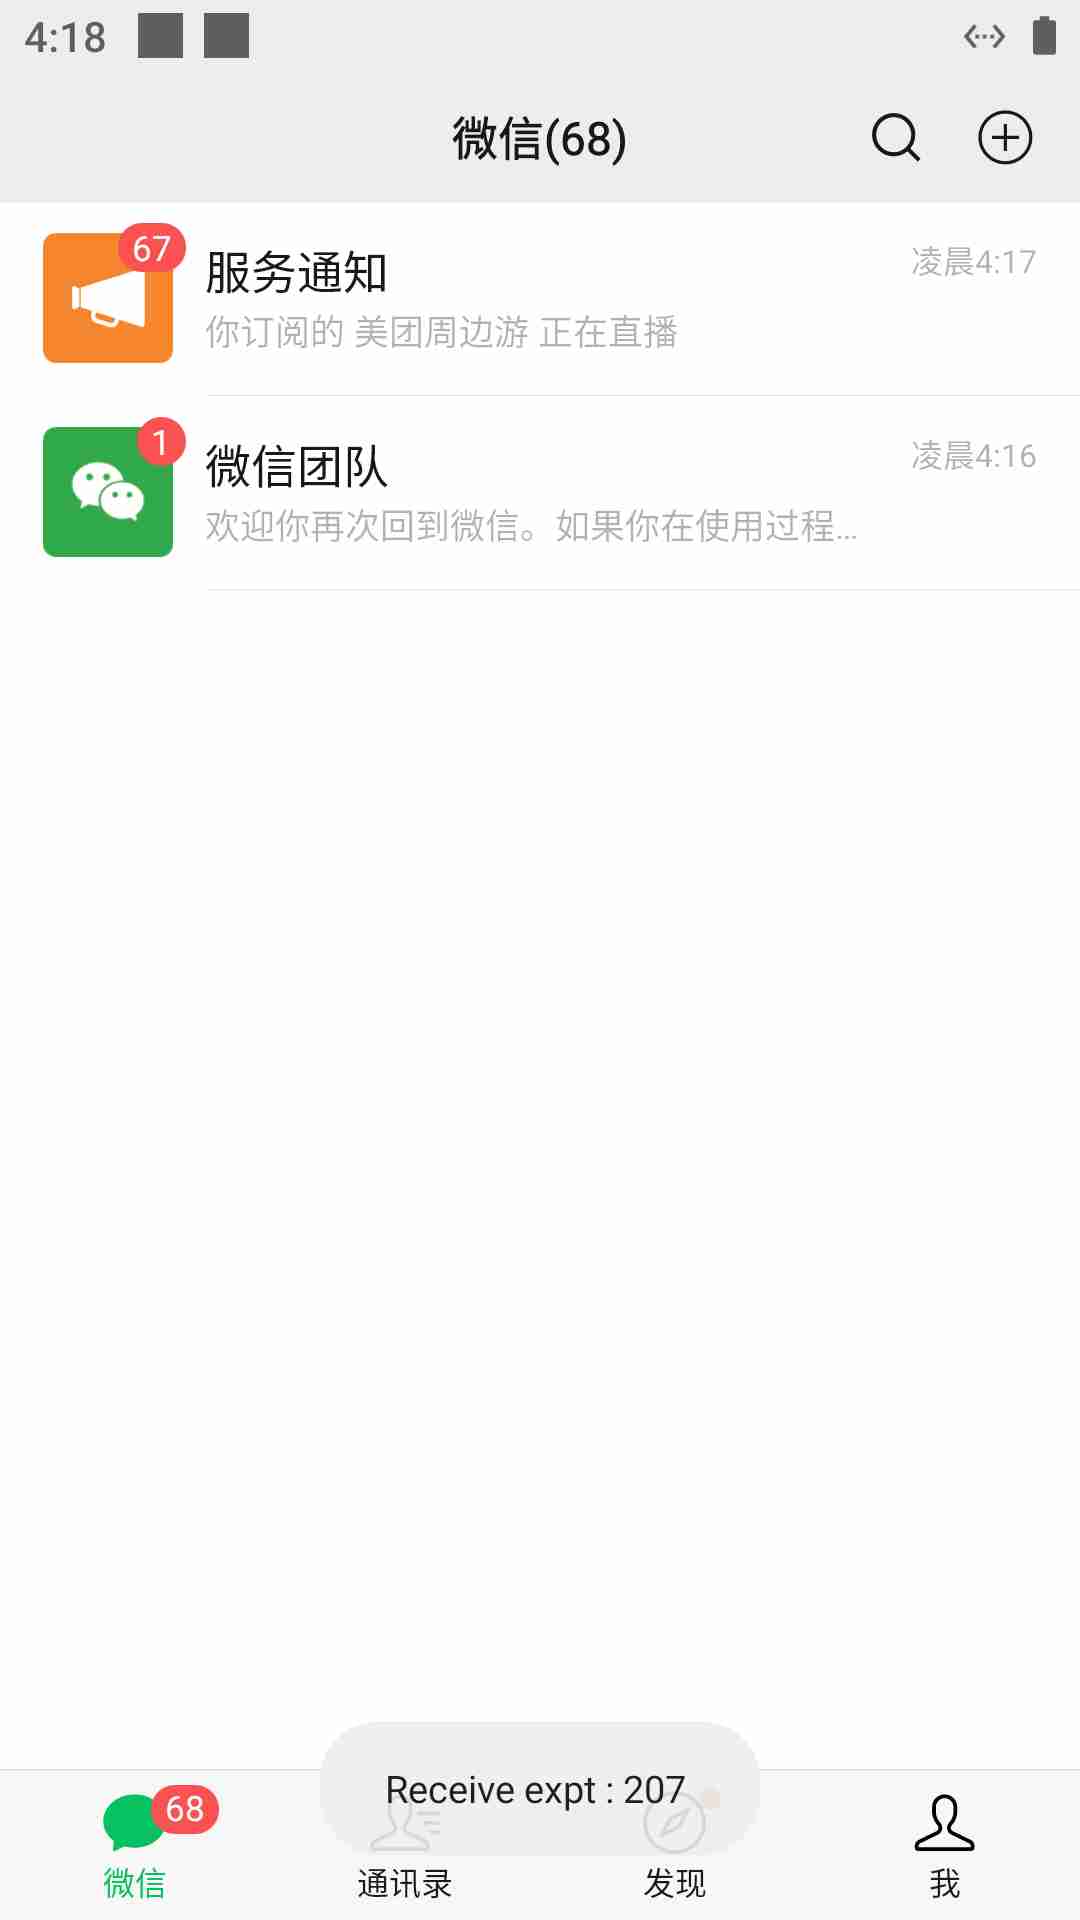 4:18
微信(68)
67
服务通知
凌晨4:17
你订阅的 美团周边游 正在直播
1
微信团队
凌晨4:16
欢迎你再次回到微信。如果你在使用过程...
Receive expt : 207
68
微信
通讯录
发现
我